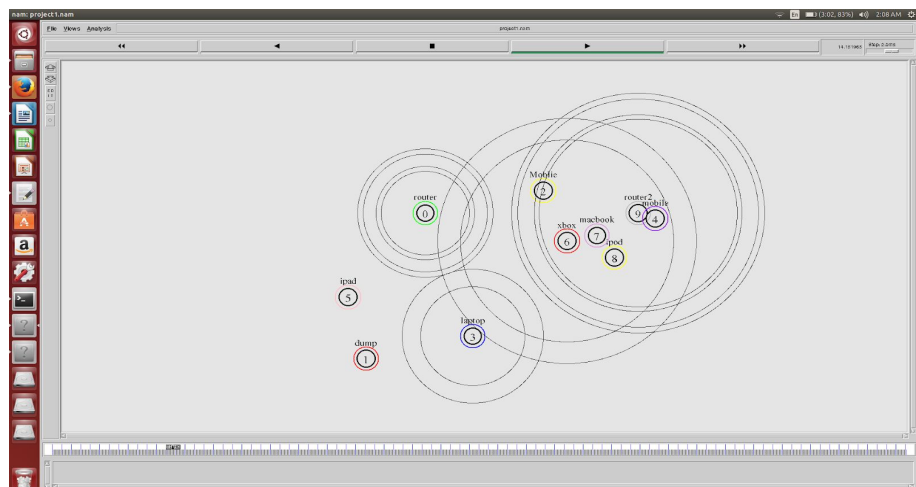 nam: project1.nam
En (3:02, 83%) 2:08 AM
File Views Analysis project1.nam
Moblie
2
router
0
router2
9
mobile
4
macbook
7
xbox
6
ipod
8
ipad
5
laptop
3
dump
1